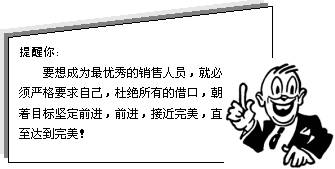 提醒你：
要想成为最优秀的销售人员，就必
须严格要求自己，杜绝所有的借口，朝
着目标坚定前进，前进，接近完美，直
至达到完美！